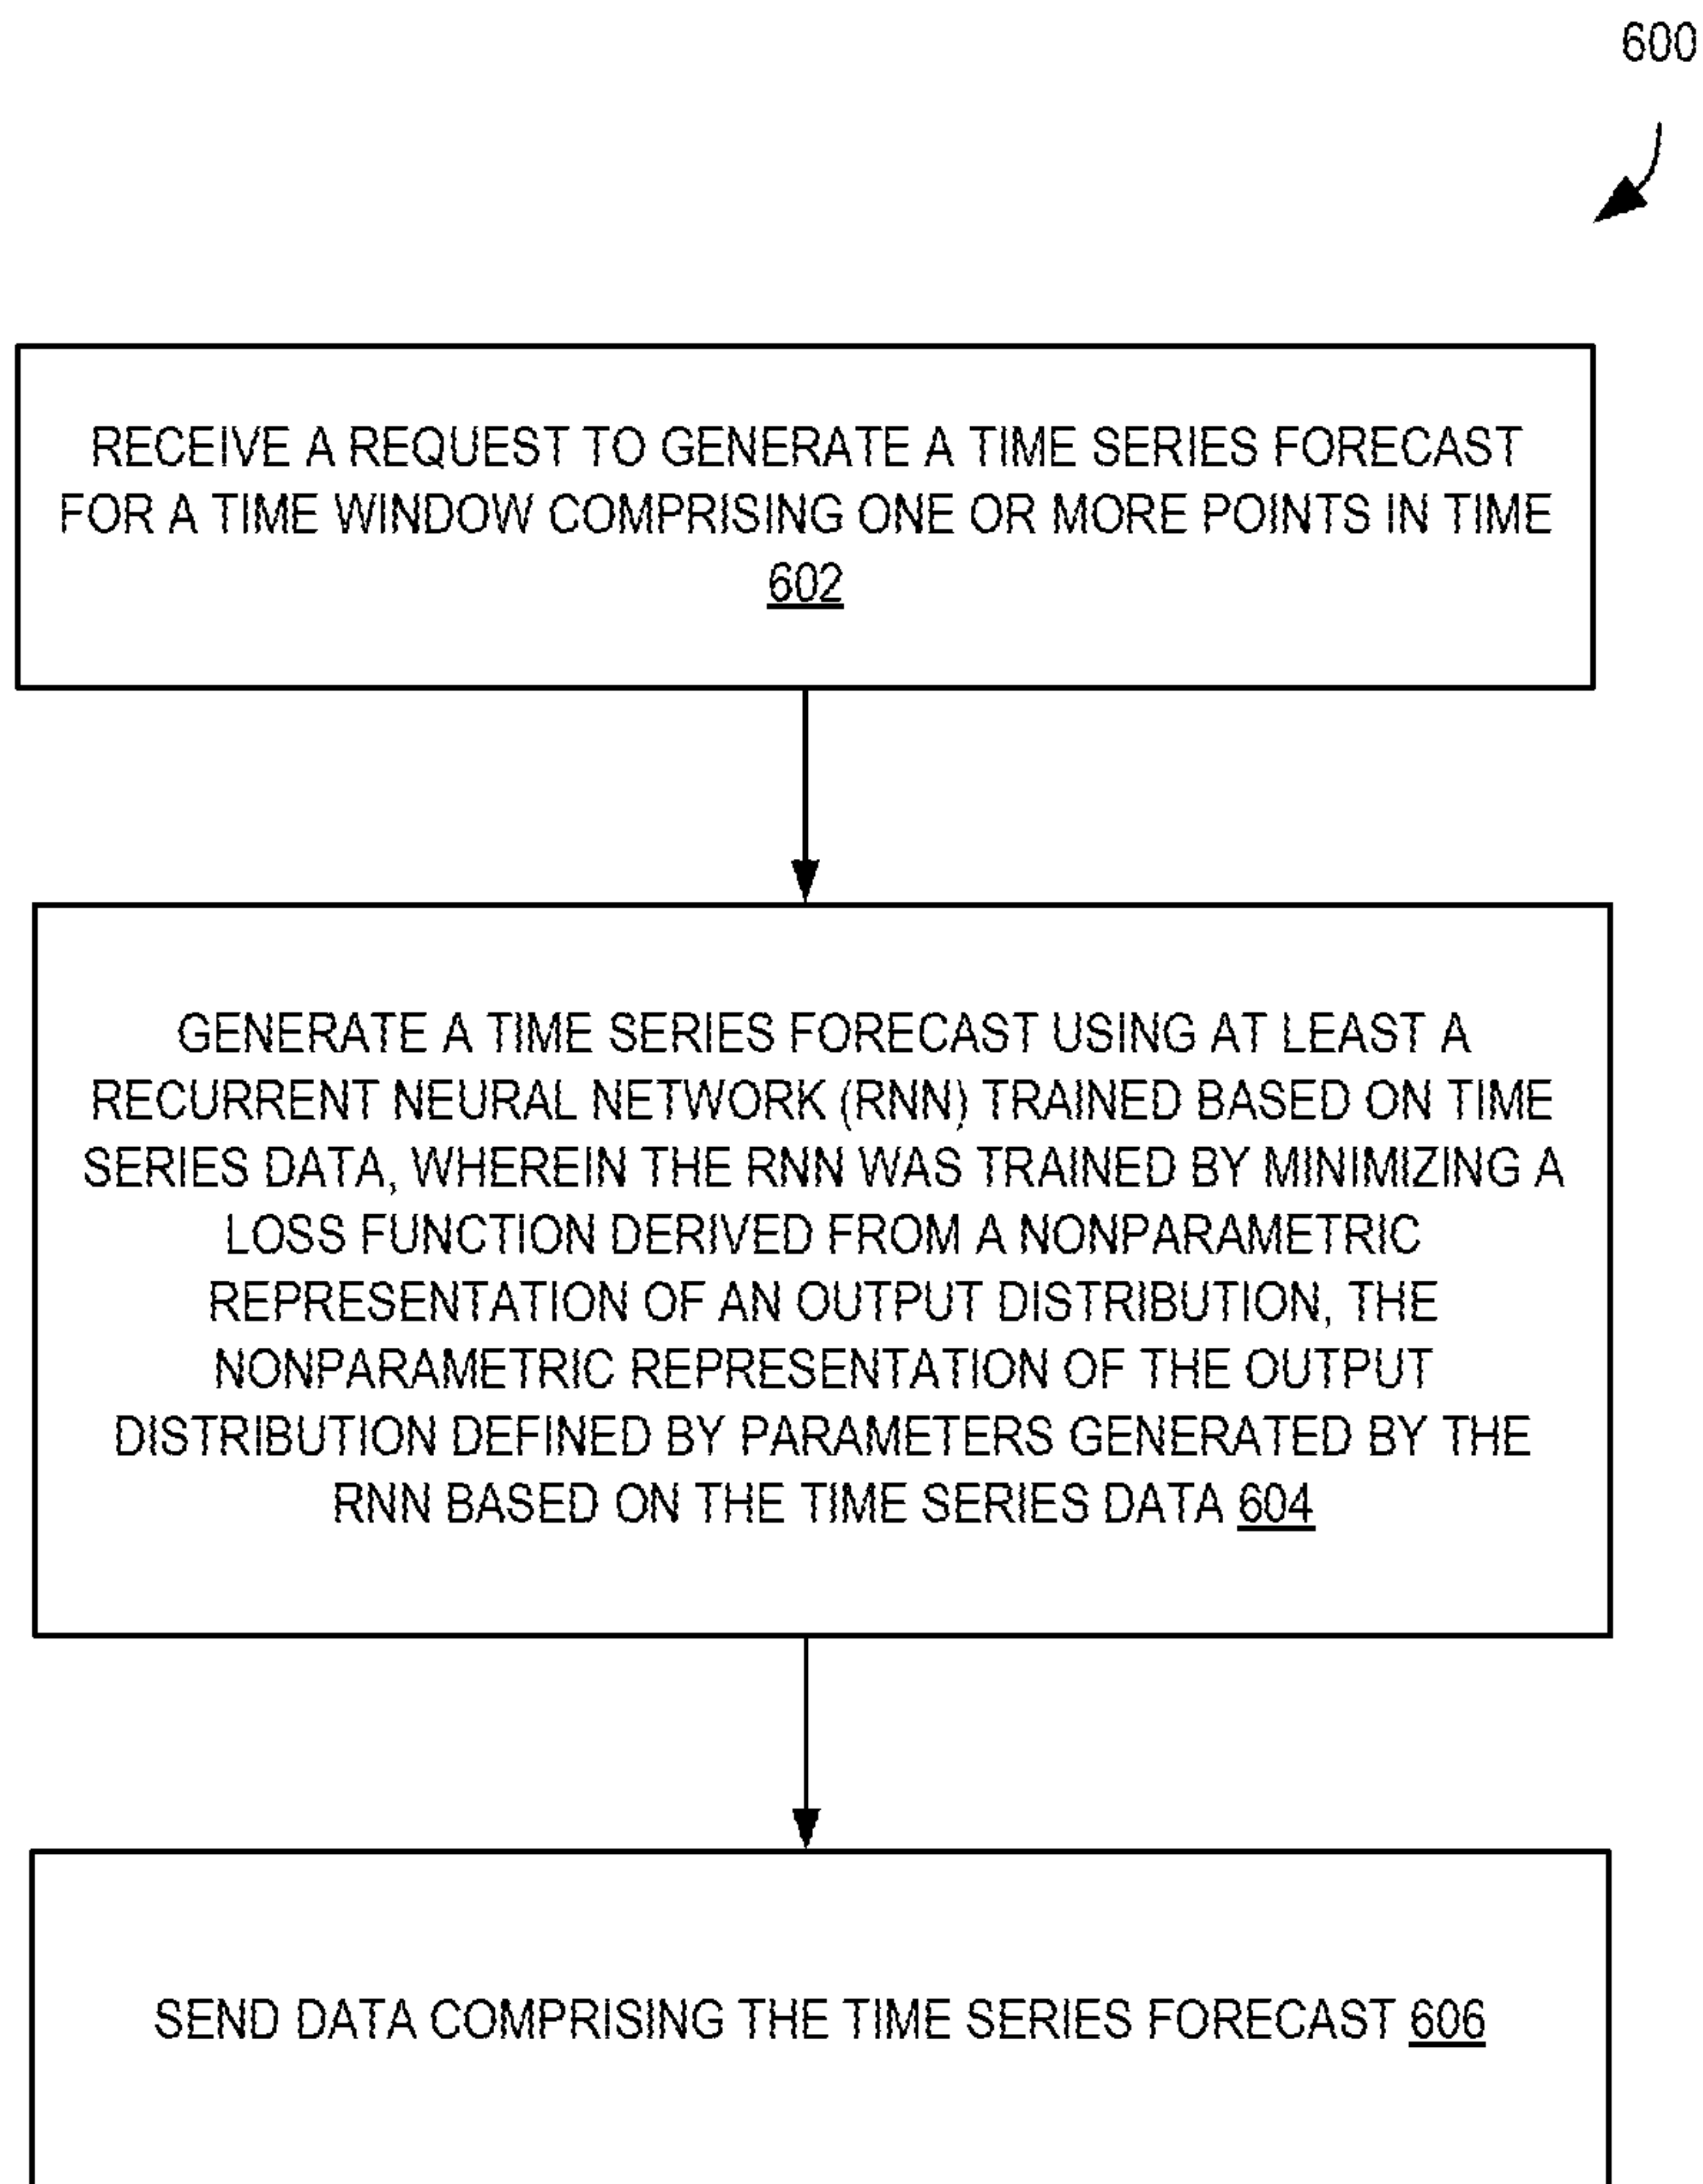 600
RECEIVE A REQUEST TO GENERATE A TIME SERIES FORECAST
FOR A TIME WINDOW COMPRISING ONE OR MORE POINTS IN TIME
602
GENERATE A TIME SERIES FORECAST USING AT LEAST A
RECURRENT NEURAL NETWORK (RNN) TRAINED BASED ON TIME
SERIES DATA, WHEREIN THE RNN WAS TRAINED BY MINIMIZING A
LOSS FUNCTION DERIVED FROM A NONPARAMETRIC
REPRESENTATION OF AN OUTPUT DISTRIBUTION, THE
NONPARAMETRIC REPRESENTATION OF THE OUTPUT
DISTRIBUTION DEFINED BY PARAMETERS GENERATED BY THE
RNN BASED ON THE TIME SERIES DATA 604
SEND DATA COMPRISING THE TIME SERIES FORECAST 606